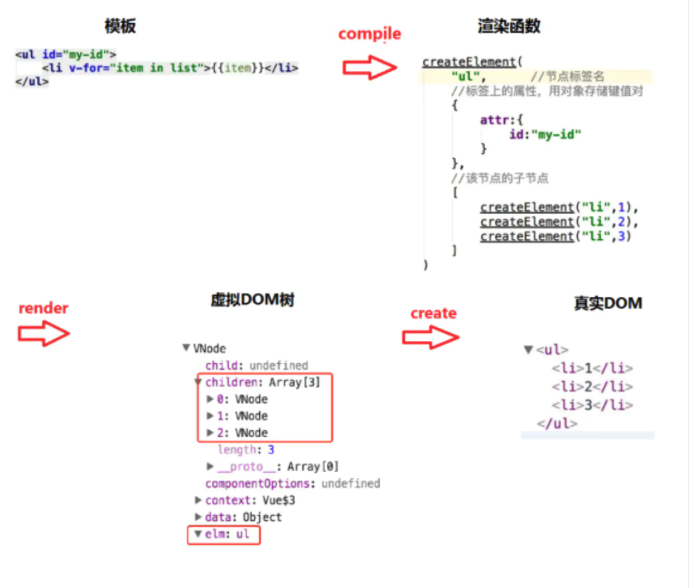 模板
<ul id="my-id">
<li v-for="item in list">{{item}}</li>
</ul>
compile
渲染函数
createElement(
"ul", //节点标签名
//标签上的属性，用对象存储键值对
{
attr:{
id:"my-id"
}
},
//该节点的子节点
[
createElement("li",1),
createElement("li",2),
createElement("li",3)
]
)
render
虚拟DOM树
VNode
child: undefined
children: Array[3]
0: VNode
1: VNode
2: VNode
length: 3
__proto__: Array[0]
componentOptions: undefined
context: Vue$3
data: Object
elm: ul
create
真实DOM
<ul>
<li>1</li>
<li>2</li>
<li>3</li>
</ul>